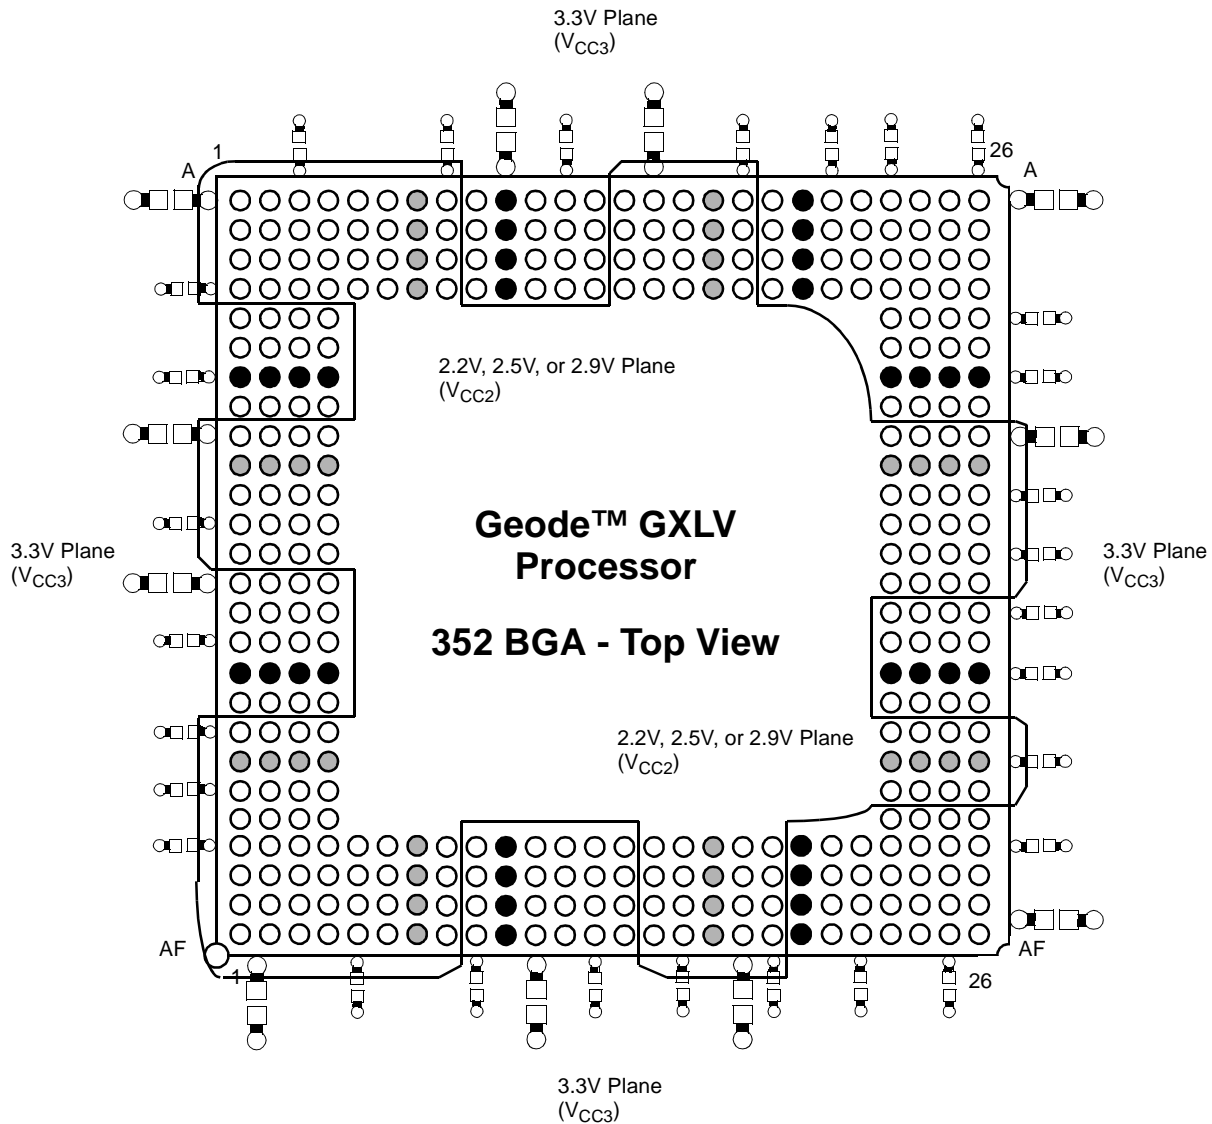 3.3V Plane
(VCC3)
1
26
A
A
2.2V, 2.5V, or 2.9V Plane
(VCC2)
Geode™ GXLV
Processor
3.3V Plane
(VCC3)
3.3V Plane
(VCC3)
352 BGA - Top View
2.2V, 2.5V, or 2.9V Plane
(VCC2)
AF
AF
1
26
3.3V Plane
(VCC3)